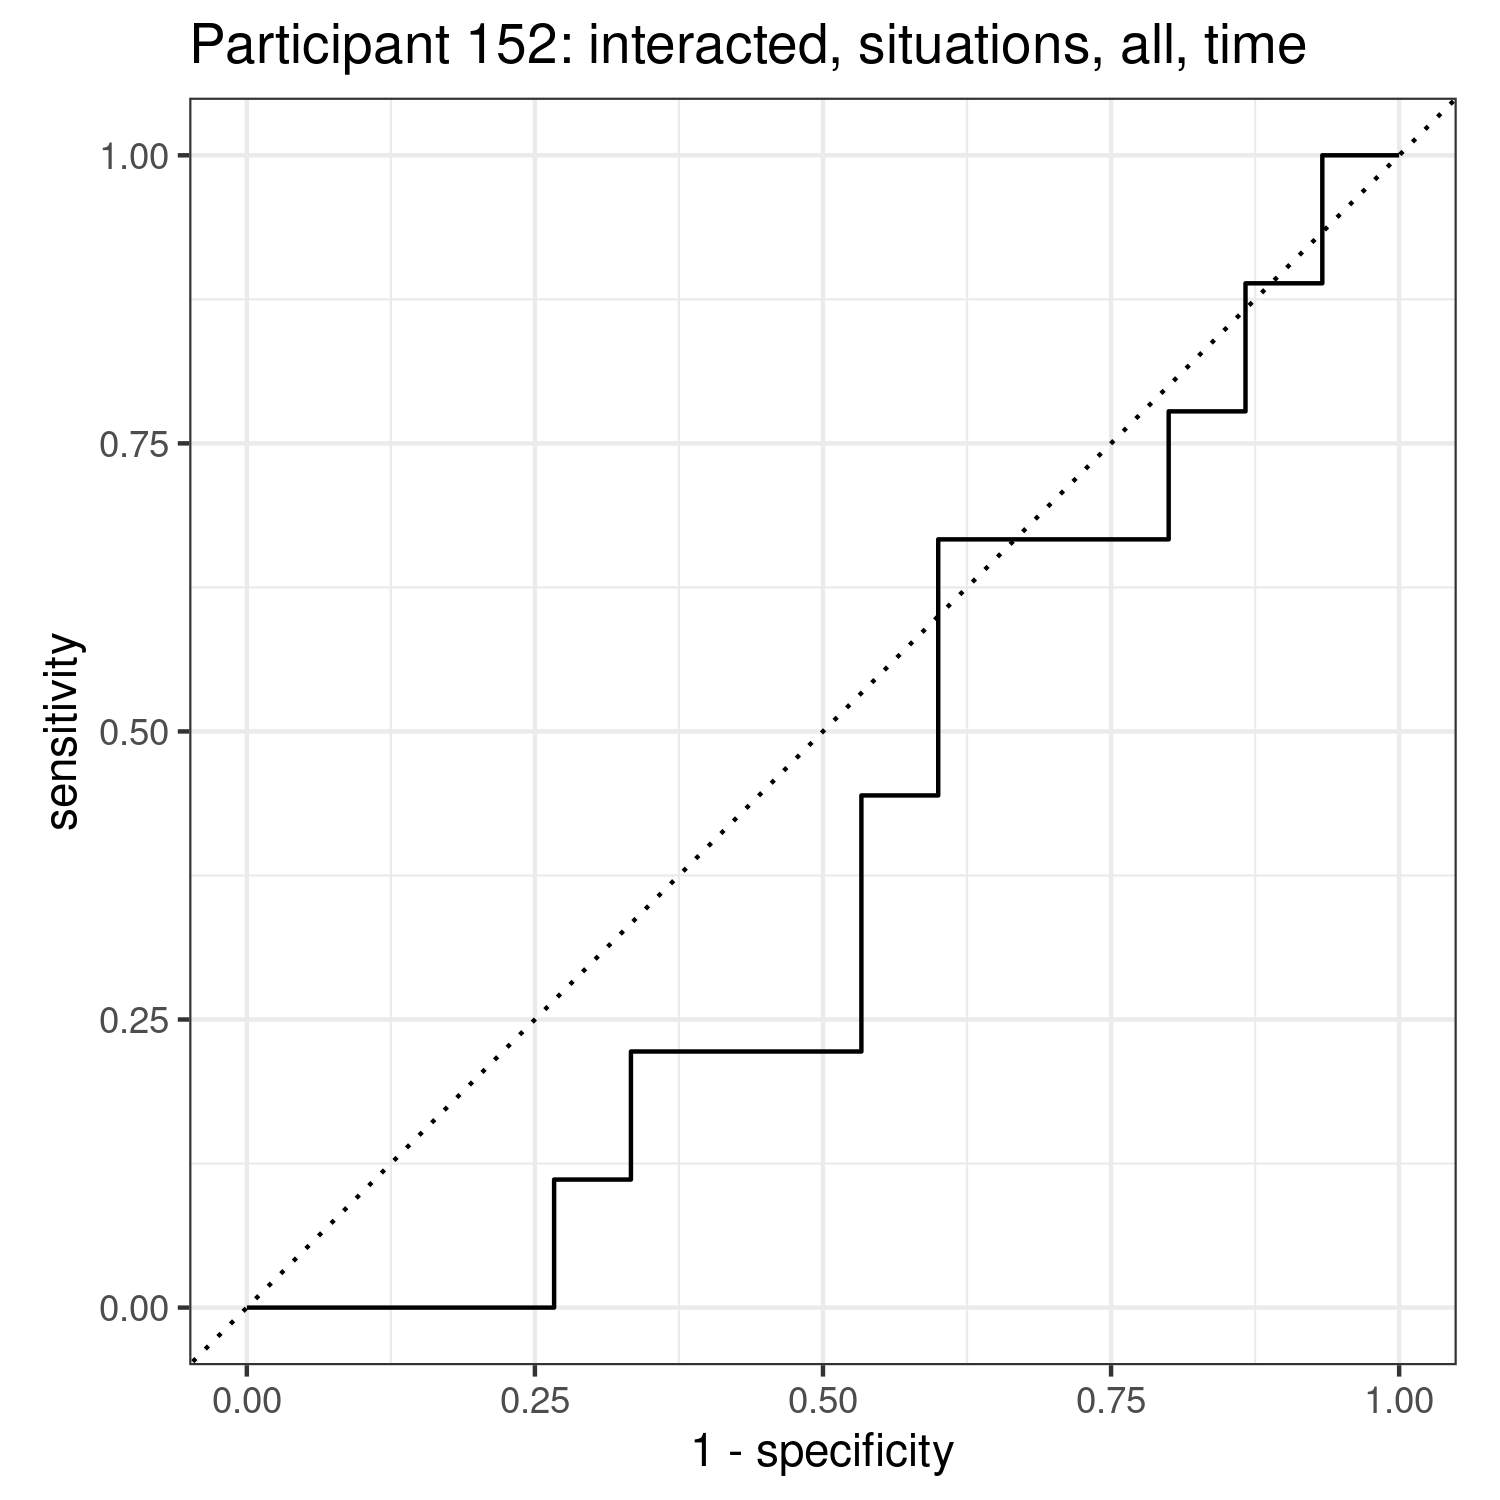 Participant 152: interacted, situations, all, time
1.00
0.75
0.50
0.25
0.00
sensitivity
0.00 0.25 0.50 0.75 1.00
1 - specificity